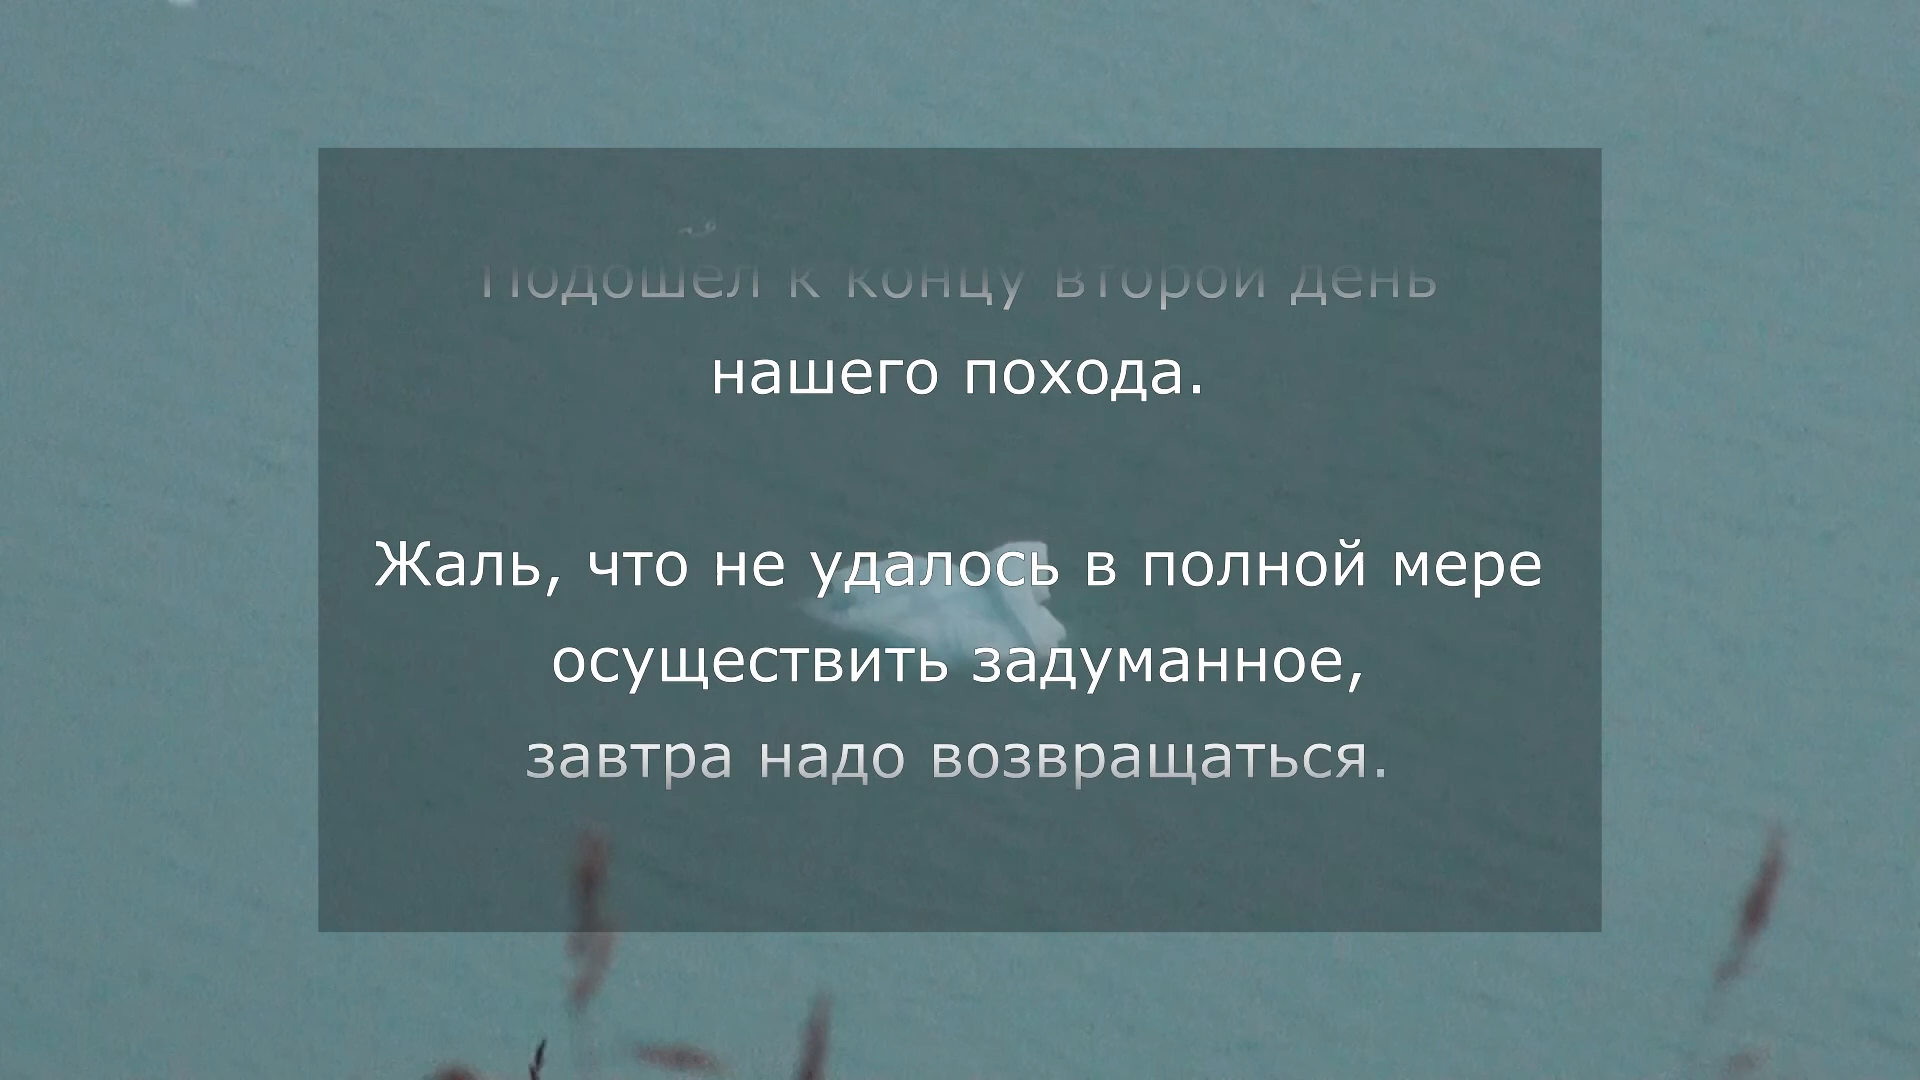 Подошел к концу второй день
нашего похода.
Жаль, что не удалось в полной мере
осуществить задуманное,
завтра надо возвращаться.